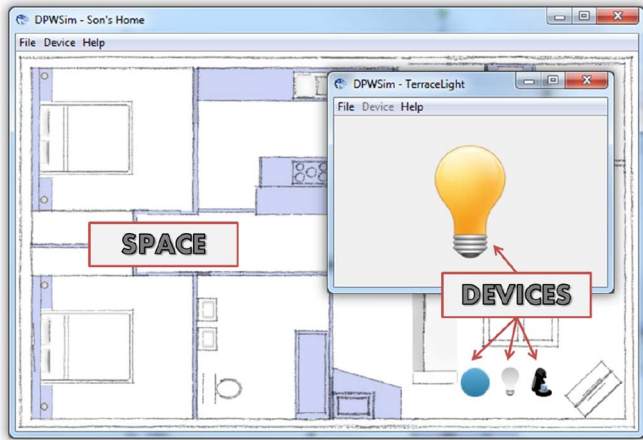 DPWSim - Son's Home
File Device Help
DPWSim - TerraceLight
File Device Help
SPACE
DEVICES